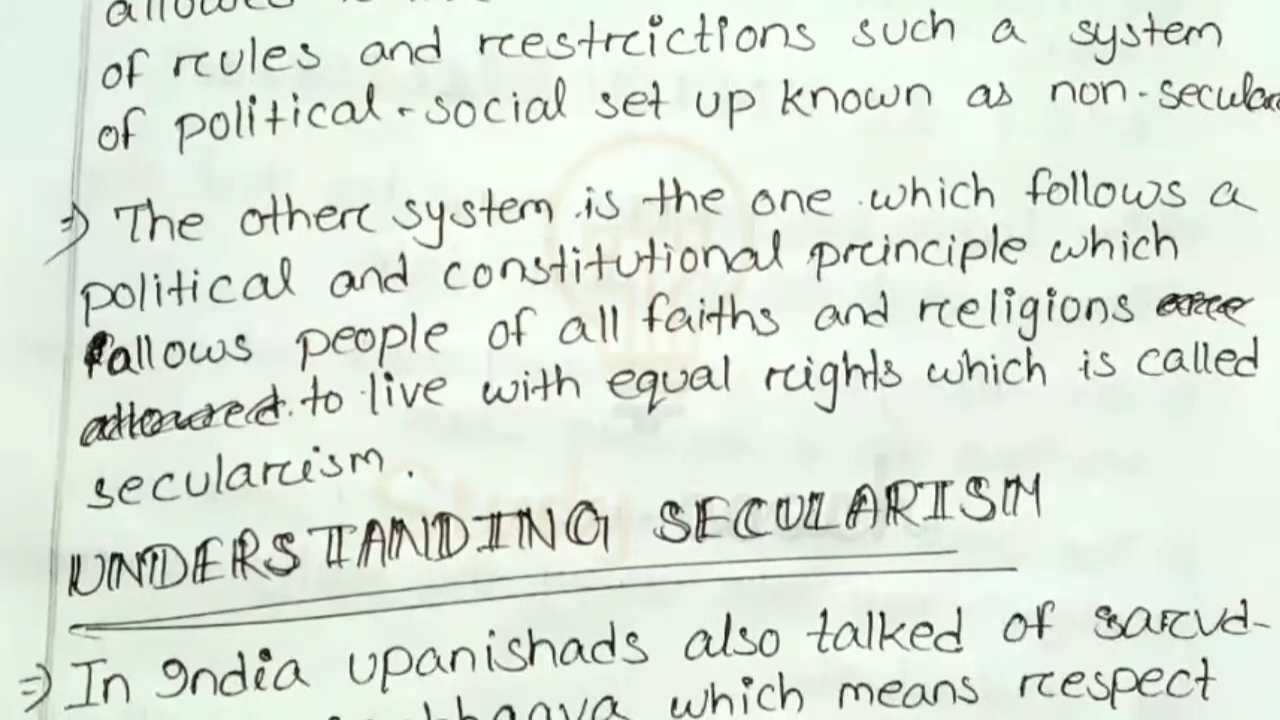 of rules and restrictions such a system
of political-social set up known as non-secular
⇒ The other system is the one which follows a
political and constitutional principle which
allows people of all faiths and religions
to live with equal rights which is called
secularism.
UNDERSTANDING SECULARISM
⇒ In India upanishads also talked of sarvd-
which means respect